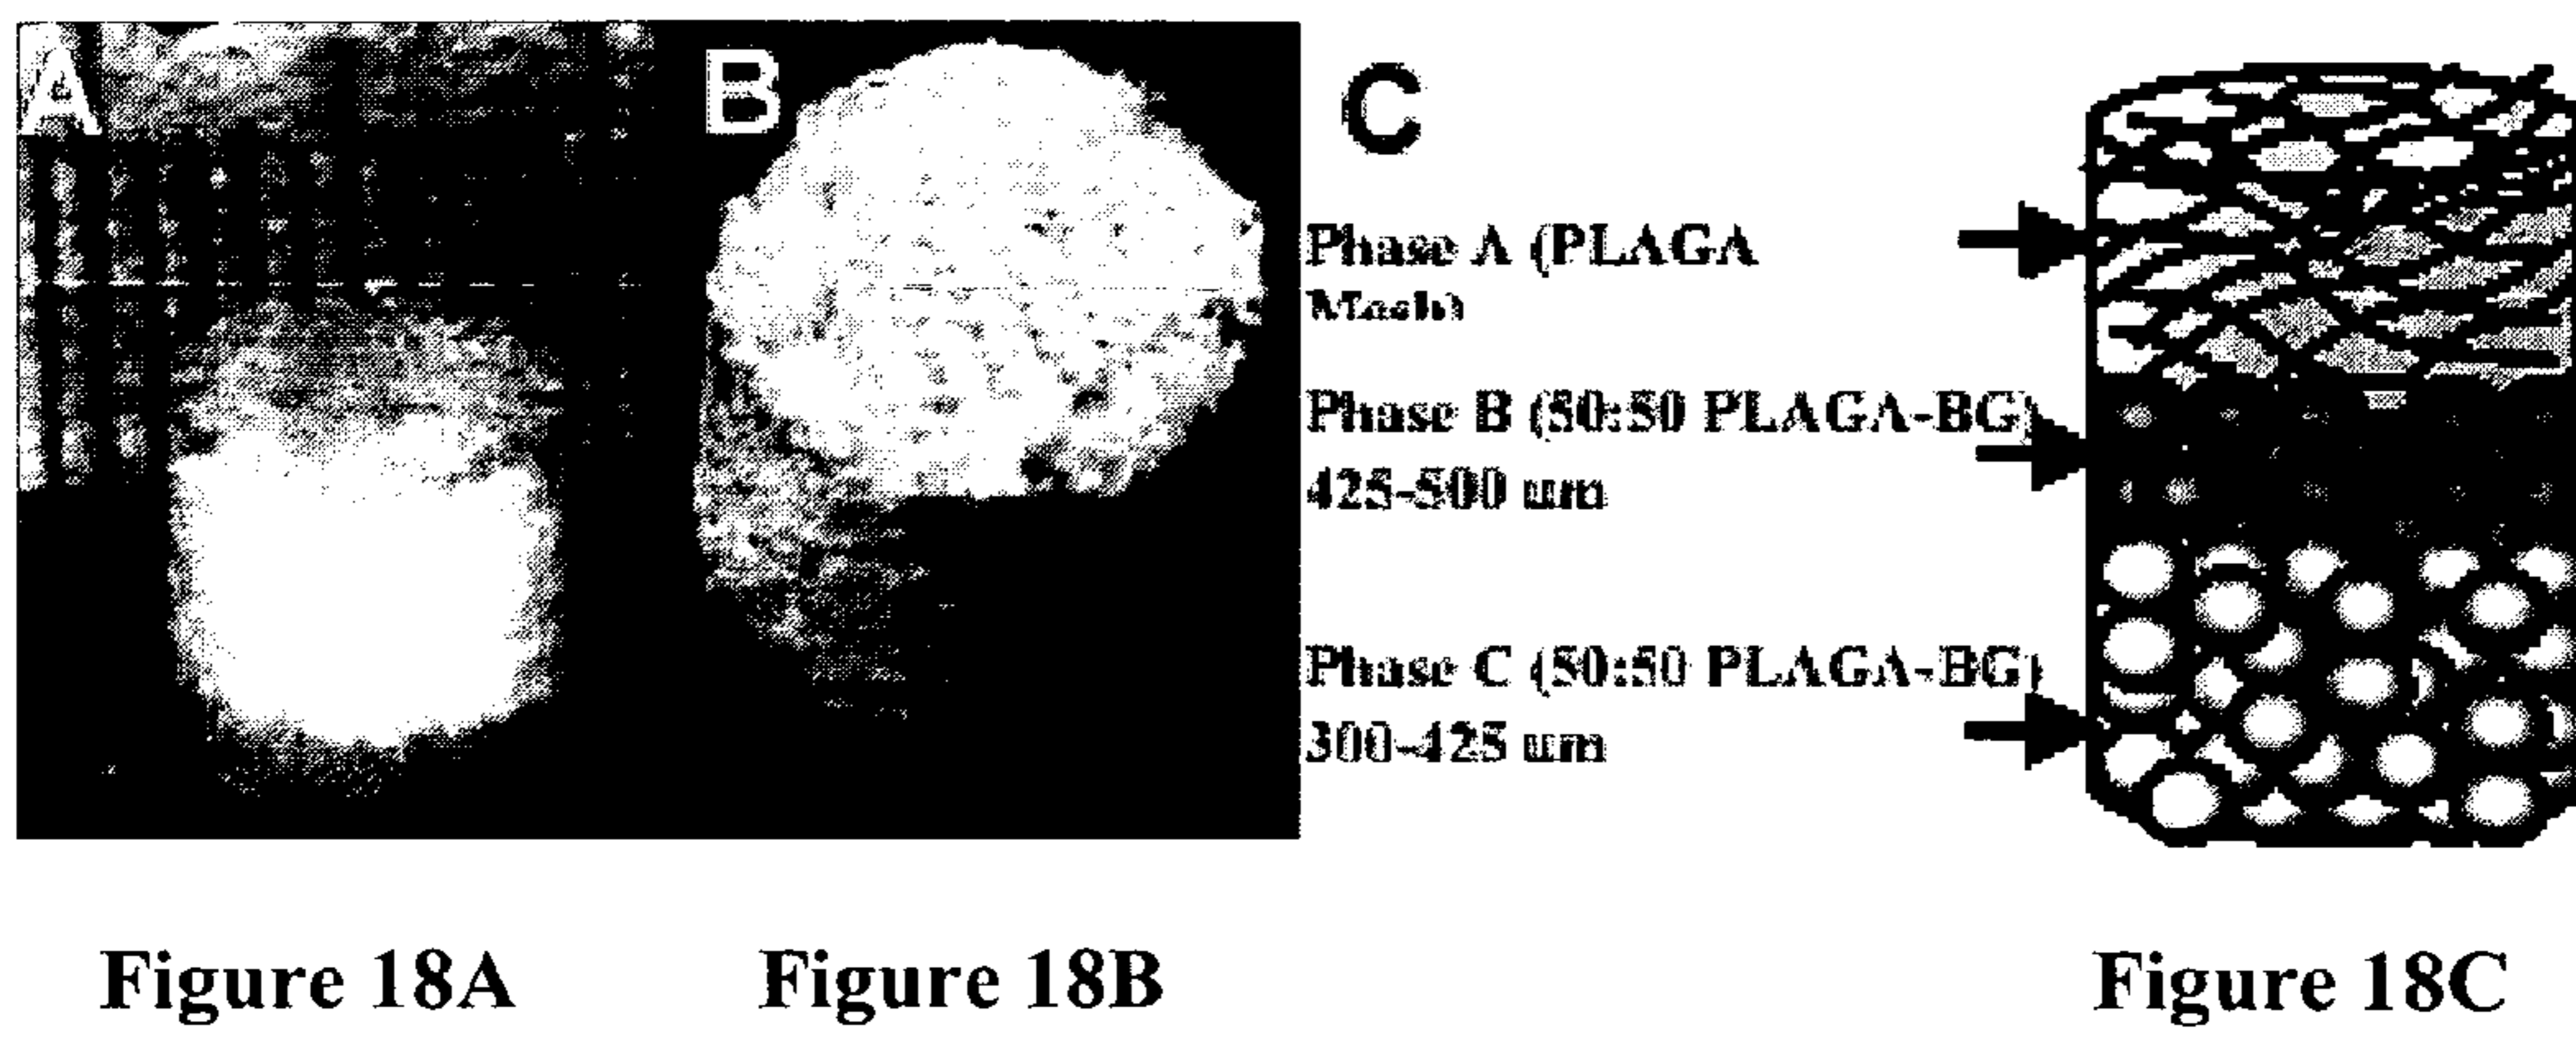 A
B
C
Phase A (PLAGA
Mesh)
Phase B (50:50 PLAGA-BG)
425-500 um
Phase C (50:50 PLAGA-BG)
300-425 um
Figure 18A
Figure 18B
Figure 18C